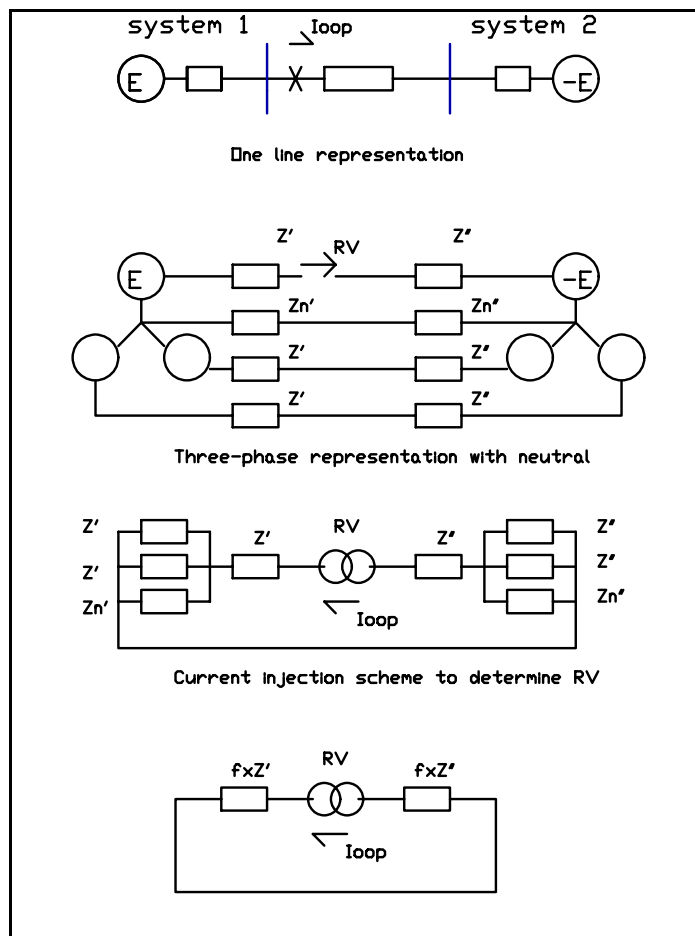 system 1
Ioop
system 2
E
-E
One line representation
Z'
RV
Z"
E
-E
Zn'
Zn"
Z'
Z"
Z'
Z"
Three-phase representation with neutral
Z'
Z'
RV
Z"
Z"
Z'
Z"
Zn'
Zn"
Ioop
Current injection scheme to determine RV
RV
fxZ'
fxZ"
Ioop